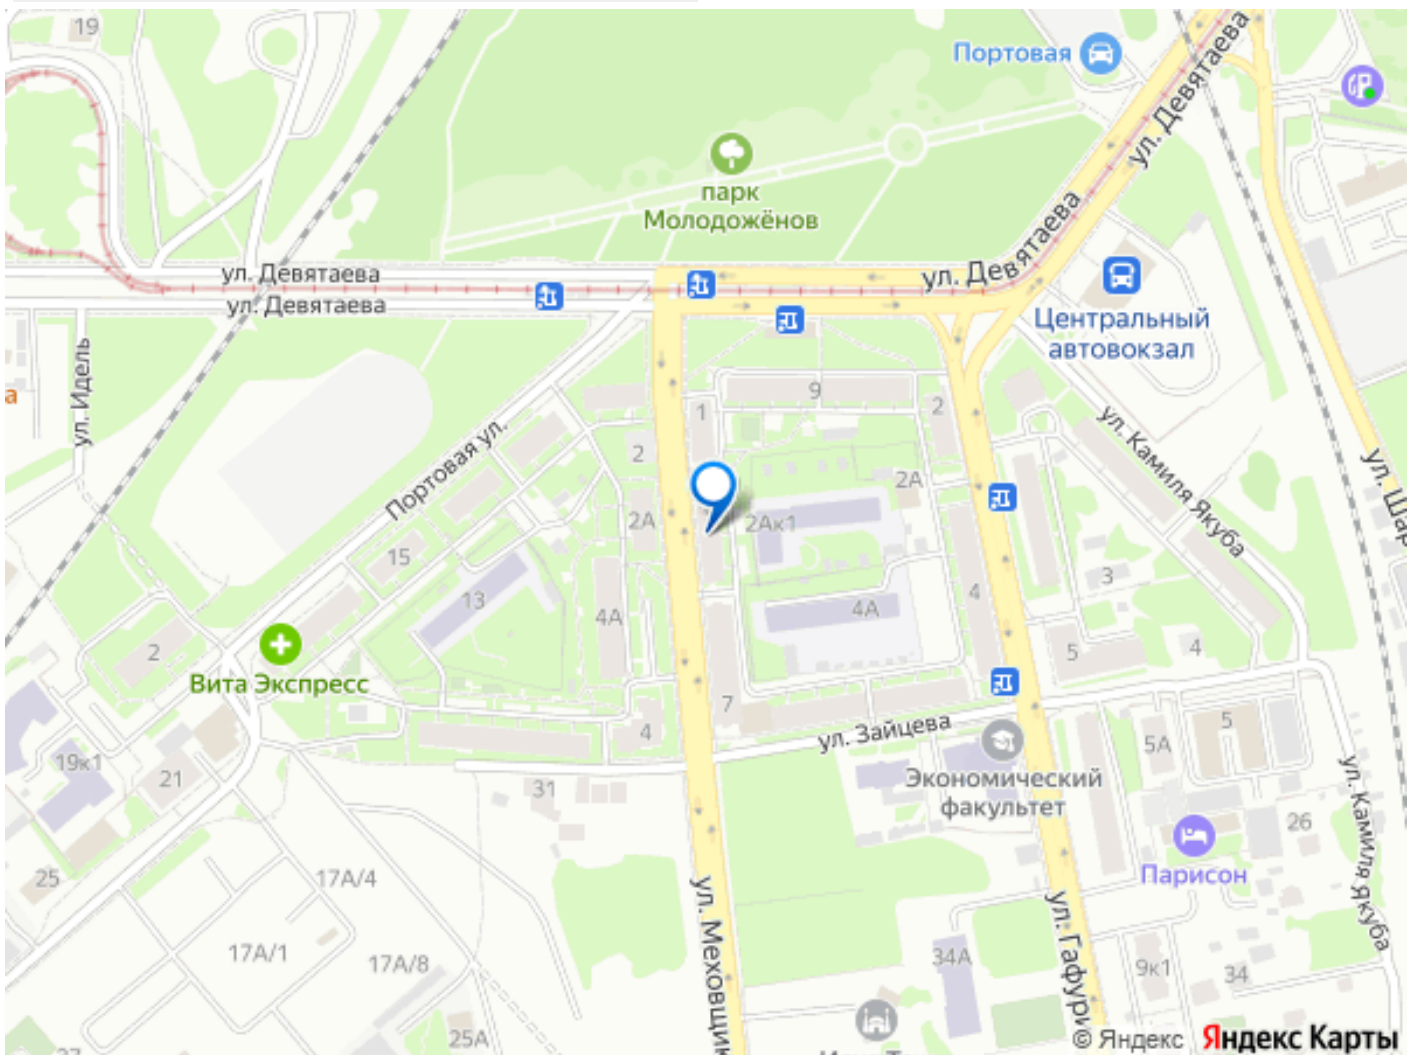 19
Портовая
ул. Девятаева
парк
Молодожёнов
ул. Девятаева
ул. Девятаева
ул. Девятаева
Центральный
автовокзал
ул. Идель
а
9
1
2
2
Портовая ул.
ул. Камиля Якуба
2А
2А
2Ак1
15
13
4А
4А
4
3
2
5
4
Вита Экспресс
7
4
ул. Зайцева
5
5А
19к1
21
31
Экономический
факультет
ул. Камиля Якуба
26
Парисон
25
17А/4
ул. Меховщик
ул. Гафури
17А/1
17А/8
34А
9к1
34
25А
ул. Шар
© Яндекс Яндекс Карты